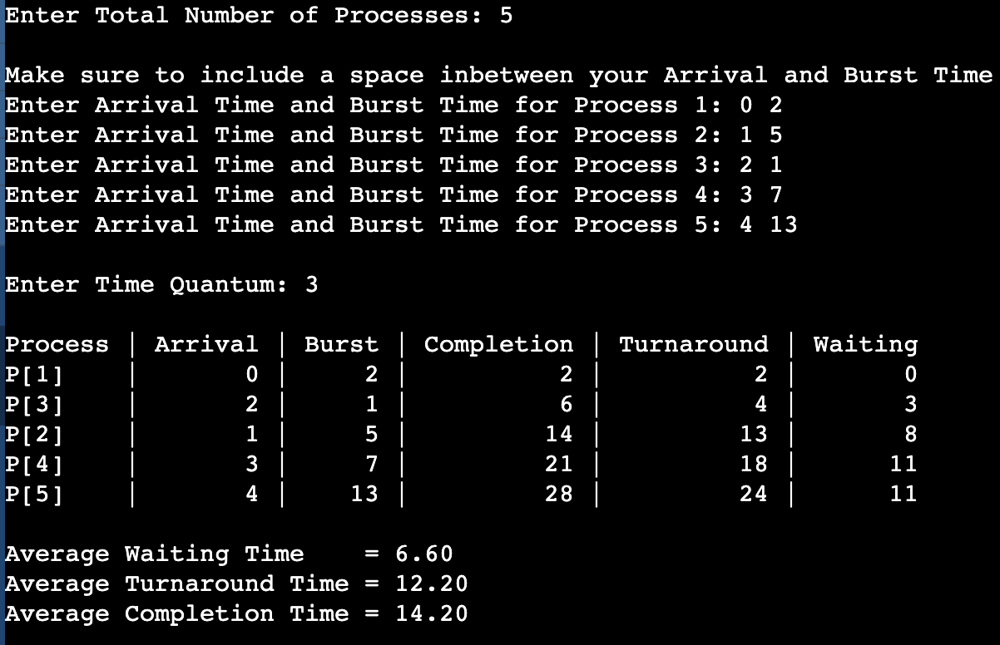 Enter Total Number of Processes: 5
Make sure to include a space inbetween your Arrival and Burst Time
Enter Arrival Time and Burst Time for Process 1: 0 2
Enter Arrival Time and Burst Time for Process 2: 1 5
Enter Arrival Time and Burst Time for Process 3: 2 1
Enter Arrival Time and Burst Time for Process 4: 3 7
Enter Arrival Time and Burst Time for Process 5: 4 13
Enter Time Quantum: 3
Process | Arrival | Burst | Completion | Turnaround | Waiting
P[1] | 0 | 2 | 2 | 2 | 0
P[3] | 2 | 1 | 6 | 4 | 3
P[2] | 1 | 5 | 14 | 13 | 8
P[4] | 3 | 7 | 21 | 18 | 11
P[5] | 4 | 13 | 28 | 24 | 11
Average Waiting Time = 6.60
Average Turnaround Time = 12.20
Average Completion Time = 14.20